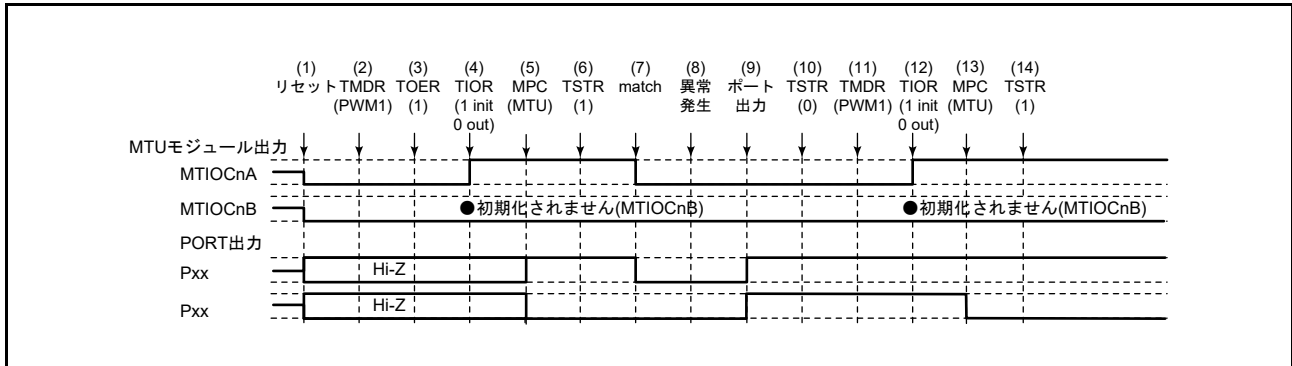 (1) (2) (3) (4) (5) (6) (7) (8) (9) (10) (11) (12) (13) (14)
リセット TMDR TOER TIOR MPC TSTR match 異常 ポート TSTR TMDR TIOR MPC TSTR
(PWM1) (1) (1 init (MTU) (1) 発生 出力 (0) (PWM1) (1 init (MTU) (1)
0 out) 0 out)
MTUモジュール出力
MTIOCnA
MTIOCnB ●初期化されません(MTIOCnB) ●初期化されません(MTIOCnB)
PORT出力
Pxx Hi-Z
Pxx Hi-Z